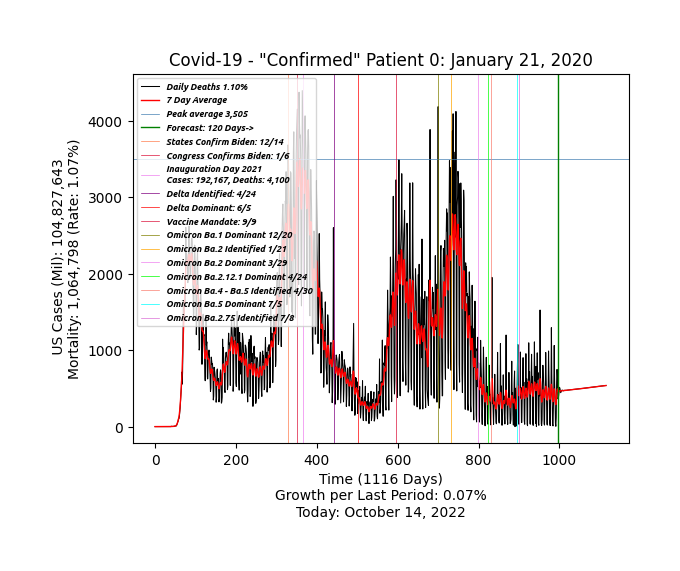 Covid-19 - "Confirmed" Patient 0: January 21, 2020
Daily Deaths 1.10%
7 Day Average
Peak average 3,505
Forecast: 120 Days->
States Confirm Biden: 12/14
Congress Confirms Biden: 1/6
Inauguration Day 2021
Cases: 192,167, Deaths: 4,100
Delta Identified: 4/24
Delta Dominant: 6/5
Vaccine Mandate: 9/9
Omicron Ba.1 Dominant 12/20
Omicron Ba.2 Identified 1/21
Omicron Ba.2 Dominant 3/29
Omicron Ba.2.12.1 Dominant 4/24
Omicron Ba.4 - Ba.5 Identified 4/30
Omicron Ba.5 Dominant 7/5
Omicron Ba.2.75 Identified 7/8
US Cases (Mil): 104,827,643
Mortality: 1,064,798 (Rate: 1.07%)
4000
3000
2000
1000
0
0 200 400 600 800 1000
Time (1116 Days)
Growth per Last Period: 0.07%
Today: October 14, 2022